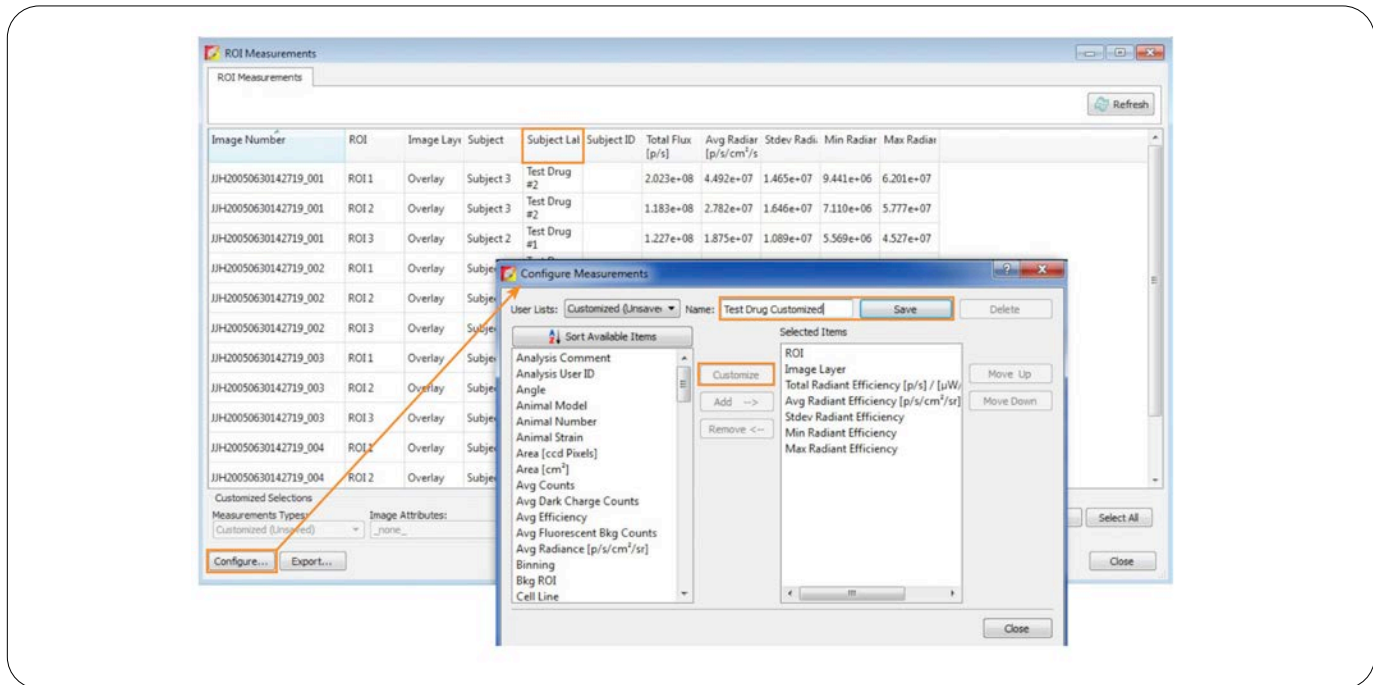 ROI Measurements
ROI Measurements
Refresh
Image Number ROI Image Laye Subject Subject Lal Subject ID Total Flux [p/s] Avg Radiar [p/s/cm²/s Stdev Radi Min Radiar Max Radiar
JJH20050630142719_001 ROI 1 Overlay Subject 3 Test Drug #2 2.023e+08 4.492e+07 1.465e+07 9.441e+06 6.201e+07
JJH20050630142719_001 ROI 2 Overlay Subject 3 Test Drug #2 1.183e+08 2.782e+07 1.646e+07 7.110e+06 5.777e+07
JJH20050630142719_001 ROI 3 Overlay Subject 2 Test Drug #1 1.227e+08 1.875e+07 1.089e+07 5.569e+06 4.527e+07
JJH20050630142719_002 ROI 1 Overlay Subje
JJH20050630142719_002 ROI 2 Overlay Subje
JJH20050630142719_002 ROI 3 Overlay Subje
JJH20050630142719_003 ROI 1 Overlay Subje
JJH20050630142719_003 ROI 2 Overlay Subje
JJH20050630142719_003 ROI 3 Overlay Subje
JJH20050630142719_004 ROI 1 Overlay Subje
JJH20050630142719_004 ROI 2 Overlay Subje
Customized Selections
Measurements Types: Image Attributes:
Customized (Unsaved) _none_
Select All
Configure... Export... Close
Configure Measurements
User Lists: Customized (Unsave Name: Test Drug Customized Save Delete
Sort Available Items
Analysis Comment
Analysis User ID
Angle
Animal Model
Animal Number
Animal Strain
Area [ccd Pixels]
Area [cm²]
Avg Counts
Avg Dark Charge Counts
Avg Efficiency
Avg Fluorescent Bkg Counts
Avg Radiance [p/s/cm²/sr]
Binning
Bkg ROI
Cell Line
Customize
Add -->
Remove <--
Selected Items
ROI
Image Layer
Total Radiant Efficiency [p/s] / [µW/
Avg Radiant Efficiency [p/s/cm²/sr]
Stdev Radiant Efficiency
Min Radiant Efficiency
Max Radiant Efficiency
Move Up
Move Down
Close